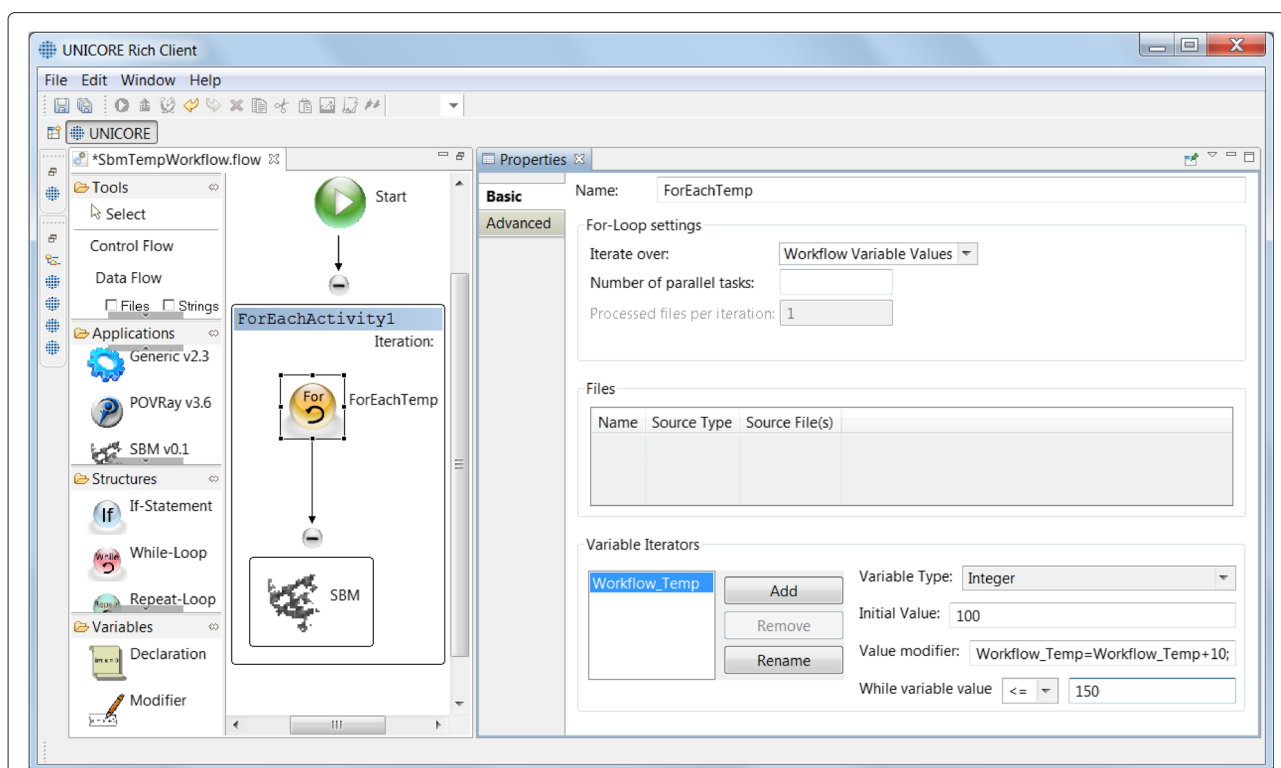 UNICORE Rich Client
File Edit Window Help
UNICORE
*SbmTempWorkflow.flow
Tools
Select
Control Flow
Data Flow
Files Strings
Applications
Generic v2.3
POVRay v3.6
SBM v0.1
Structures
If
If-Statement
While
While-Loop
Repeat-Loop
Variables
Declaration
Modifier
Start
ForEachActivity1
Iteration:
For
ForEachTemp
SBM
Properties
Basic
Advanced
Name: ForEachTemp
For-Loop settings
Iterate over: Workflow Variable Values
Number of parallel tasks:
Processed files per iteration: 1
Files
Name Source Type Source File(s)
Variable Iterators
Workflow_Temp
Add
Remove
Rename
Variable Type: Integer
Initial Value: 100
Value modifier: Workflow_Temp=Workflow_Temp+10;
While variable value <= 150